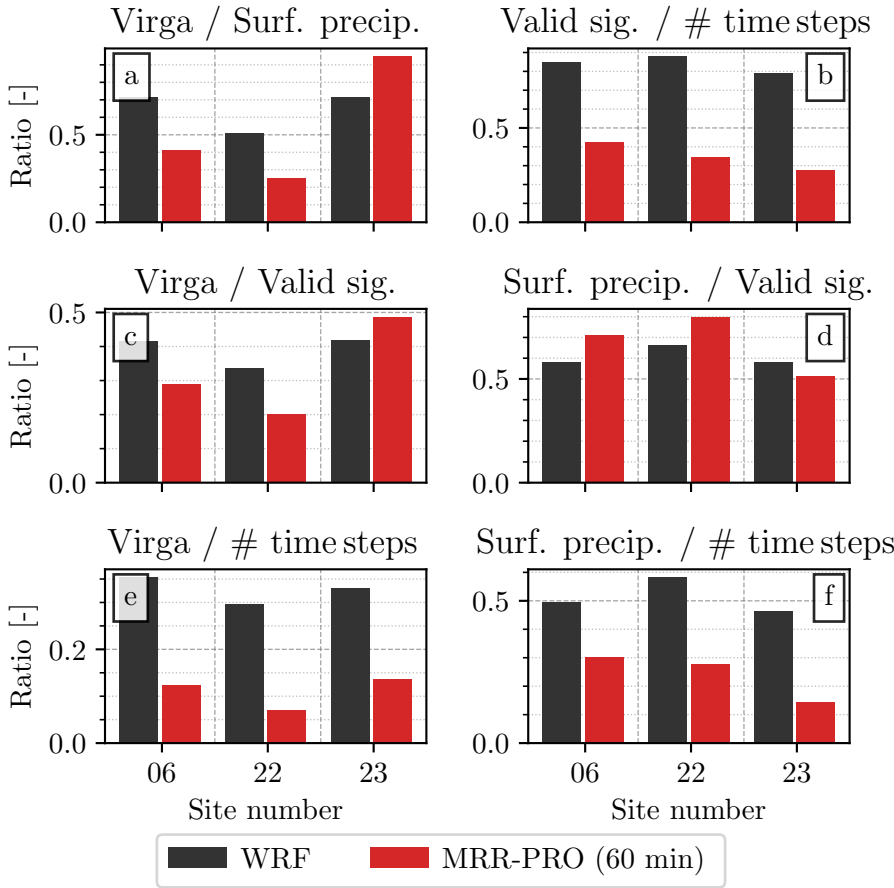 Virga / Surf. precip.
Valid sig. / # time steps
a
b
Ratio [-]
0.5
0.0
0.5
0.0
Virga / Valid sig.
Surf. precip. / Valid sig.
c
d
Ratio [-]
0.5
0.0
0.5
0.0
Virga / # time steps
Surf. precip. / # time steps
e
f
Ratio [-]
0.2
0.0
0.5
0.0
06 22 23
06 22 23
Site number
Site number
WRF
MRR-PRO (60 min)